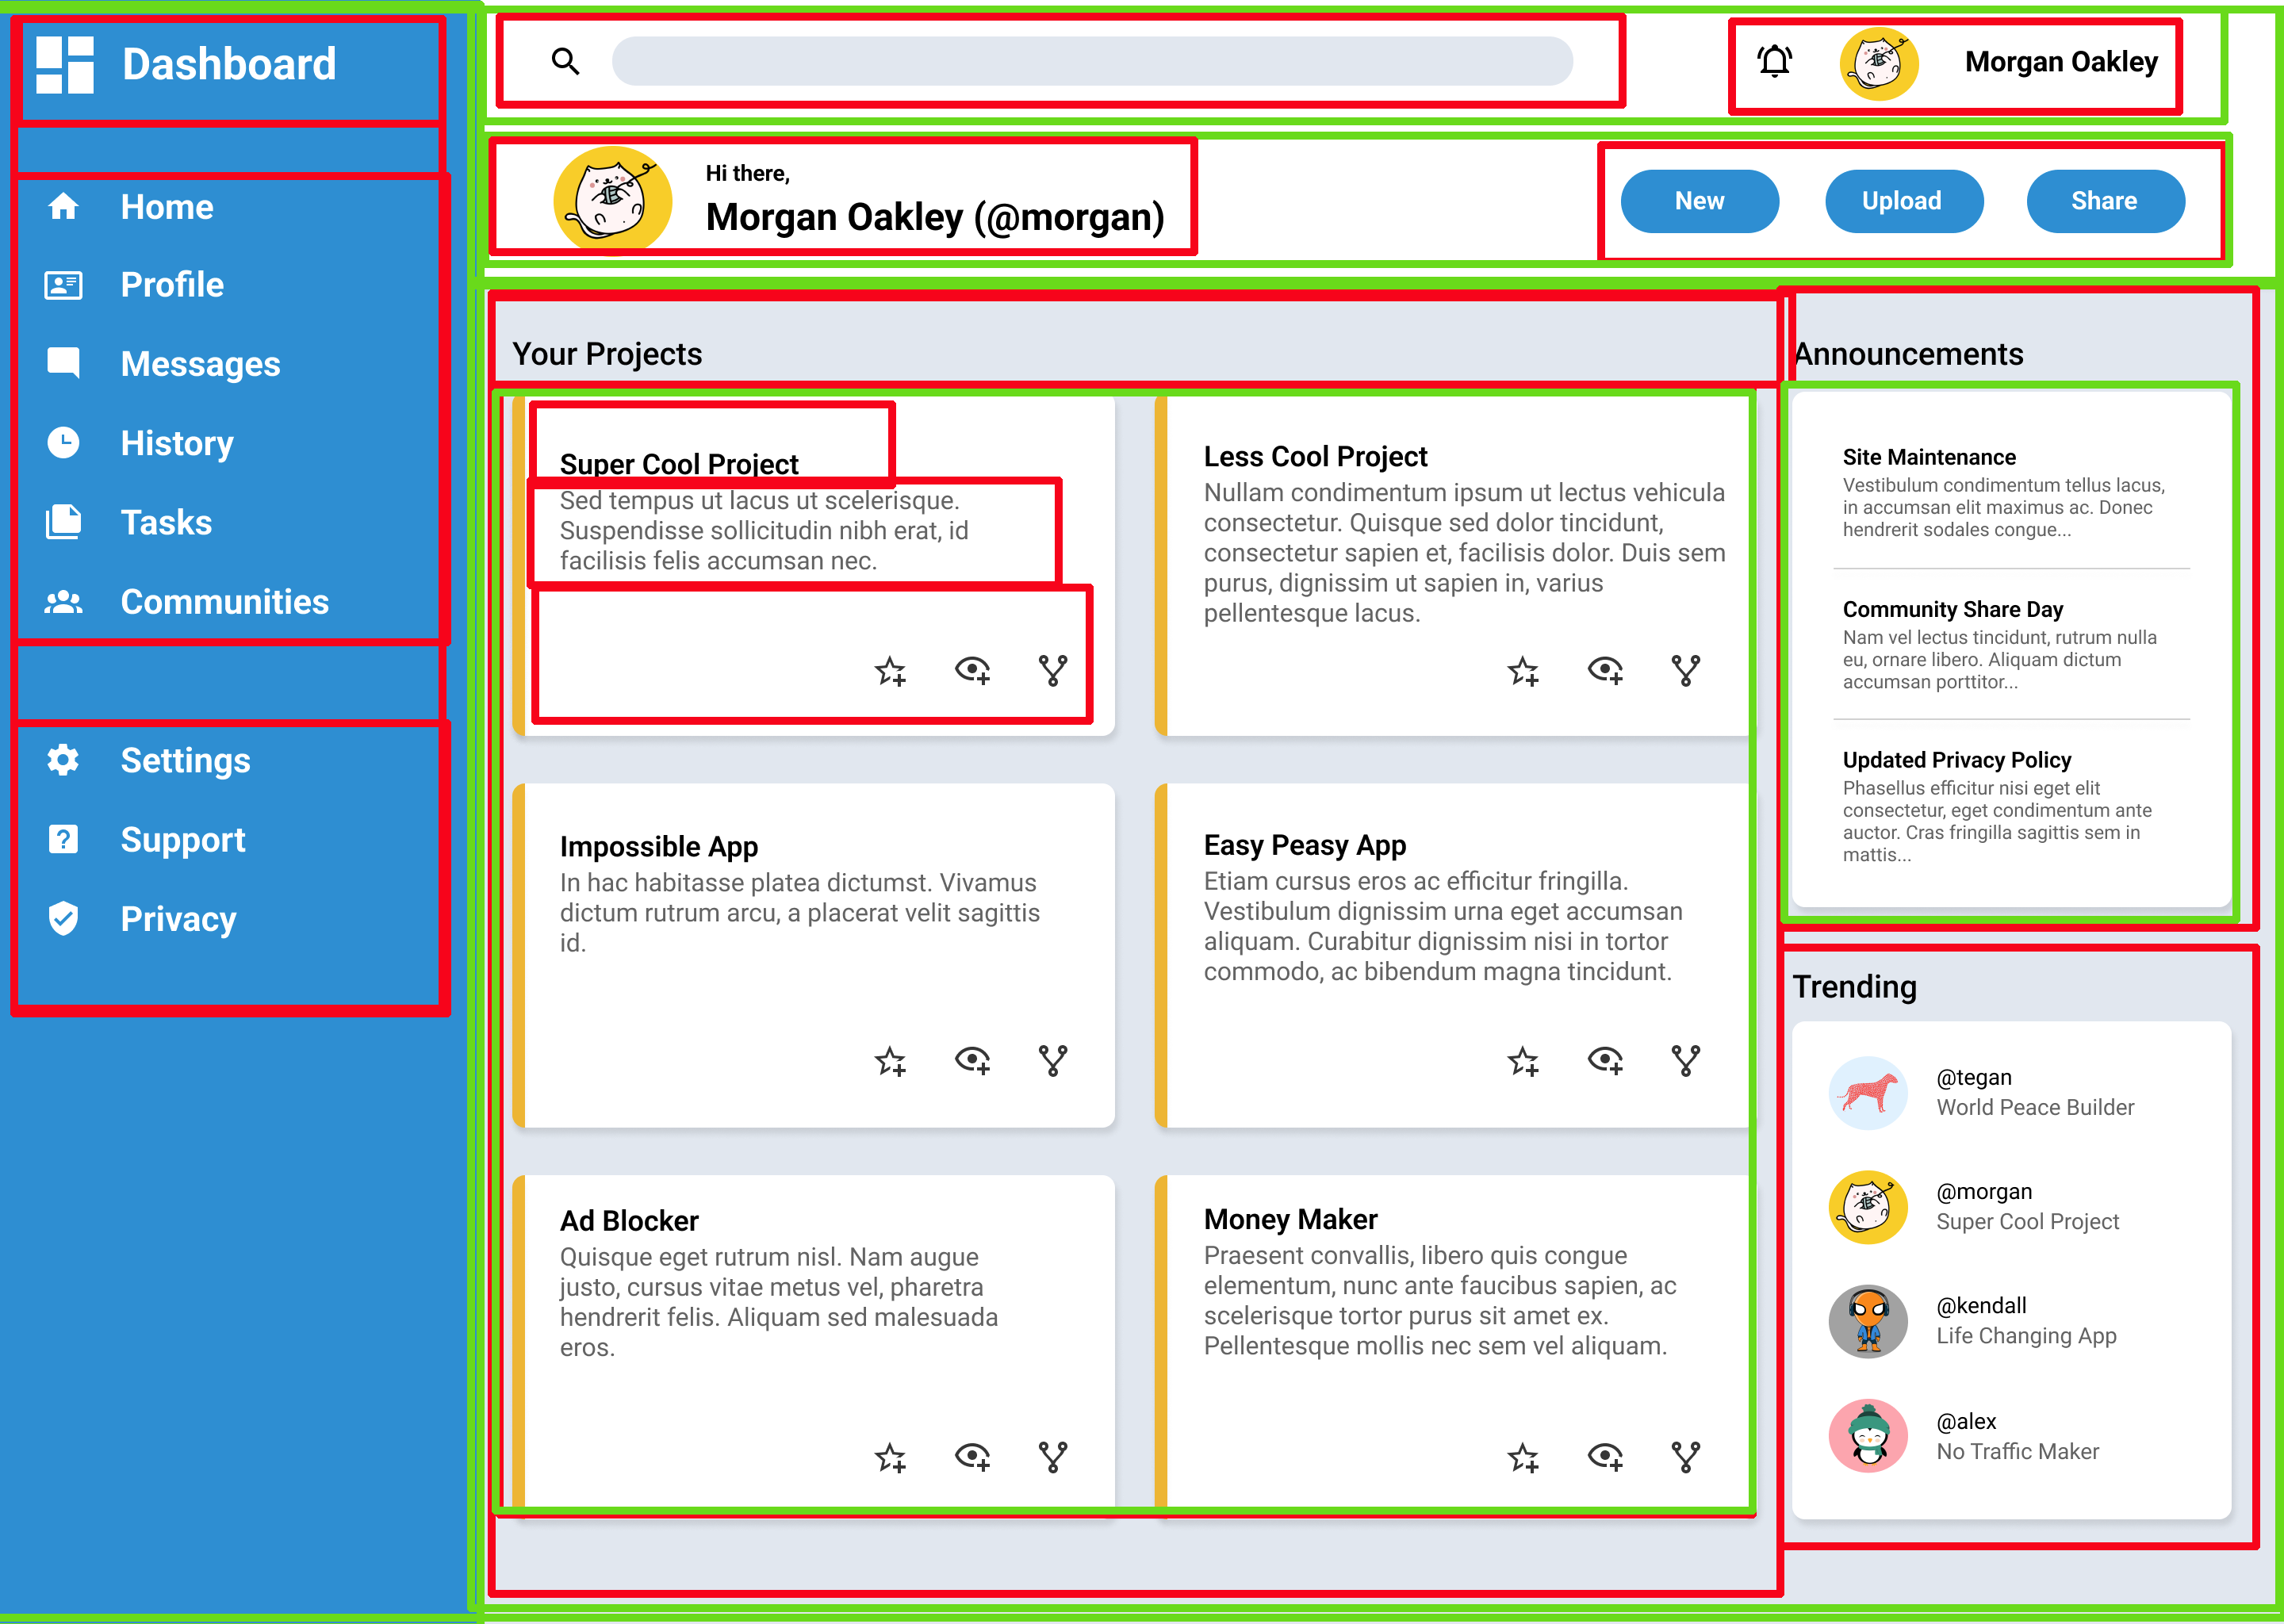 Dashboard
Home
Profile
Messages
History
Tasks
Communities
Settings
Support
Privacy
Morgan Oakley
Hi there,
Morgan Oakley (@morgan)
New
Upload
Share
Your Projects
Super Cool Project
Sed tempus ut lacus ut scelerisque.
Suspendisse sollicitudin nibh erat, id
facilisis felis accumsan nec.
Less Cool Project
Nullam condimentum ipsum ut lectus vehicula
consectetur. Quisque sed dolor tincidunt,
consectetur sapien et, facilisis dolor. Duis sem
purus, dignissim ut sapien in, varius
pellentesque lacus.
Impossible App
In hac habitasse platea dictumst. Vivamus
dictum rutrum arcu, a placerat velit sagittis
id.
Easy Peasy App
Etiam cursus eros ac efficitur fringilla.
Vestibulum dignissim urna eget accumsan
aliquam. Curabitur dignissim nisi in tortor
commodo, ac bibendum magna tincidunt.
Ad Blocker
Quisque eget rutrum nisl. Nam augue
justo, cursus vitae metus vel, pharetra
hendrerit felis. Aliquam sed malesuada
eros.
Money Maker
Praesent convallis, libero quis congue
elementum, nunc ante faucibus sapien, ac
scelerisque tortor purus sit amet ex.
Pellentesque mollis nec sem vel aliquam.
Announcements
Site Maintenance
Vestibulum condimentum tellus lacus,
in accumsan elit maximus ac. Donec
hendrerit sodales congue...
Community Share Day
Nam vel lectus tincidunt, rutrum nulla
eu, ornare libero. Aliquam dictum
accumsan porttitor...
Updated Privacy Policy
Phasellus efficitur nisi eget elit
consectetur, eget condimentum ante
auctor. Cras fringilla sagittis sem in
mattis...
Trending
@tegan
World Peace Builder
@morgan
Super Cool Project
@kendall
Life Changing App
@alex
No Traffic Maker